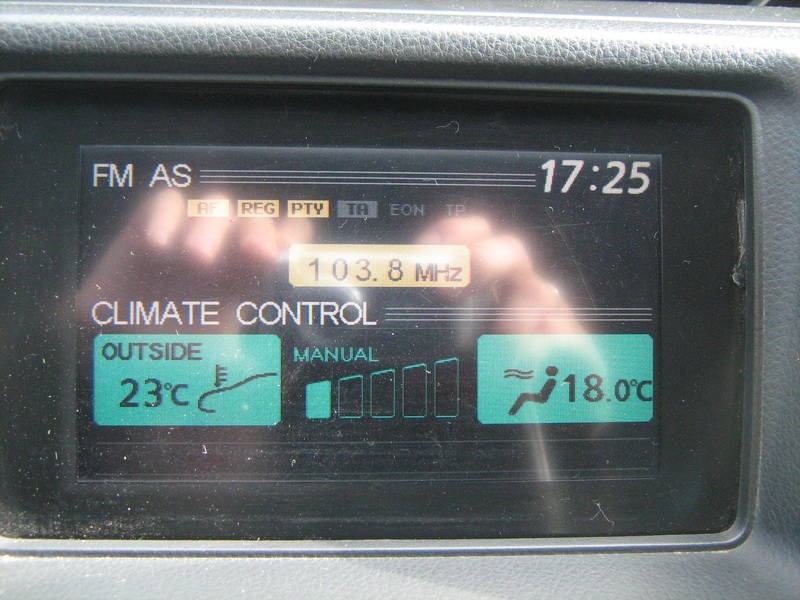 FM AS 17:25
AF REG PTY TA EON TP
103.8 MHz
CLIMATE CONTROL
OUTSIDE MANUAL
23°C 18.0°C